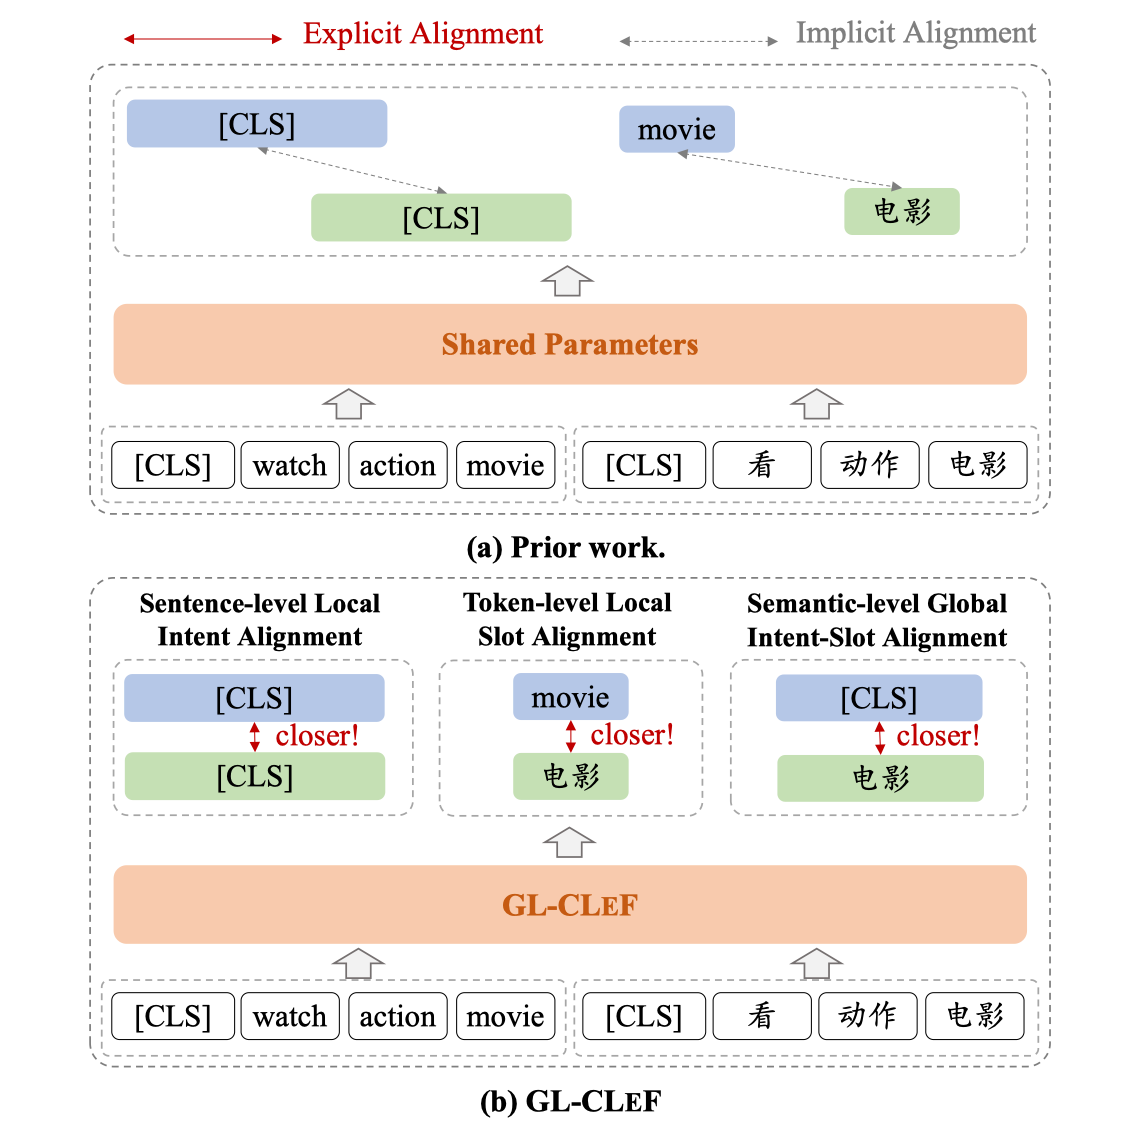 Explicit Alignment
Implicit Alignment
[CLS]
movie
[CLS]
电影
Shared Parameters
[CLS] watch action movie [CLS] 看 动作 电影
(a) Prior work.
Sentence-level Local
Intent Alignment
Token-level Local
Slot Alignment
Semantic-level Global
Intent-Slot Alignment
[CLS]
closer!
[CLS]
movie
closer!
电影
[CLS]
closer!
电影
GL-CLEF
[CLS] watch action movie [CLS] 看 动作 电影
(b) GL-CLEF